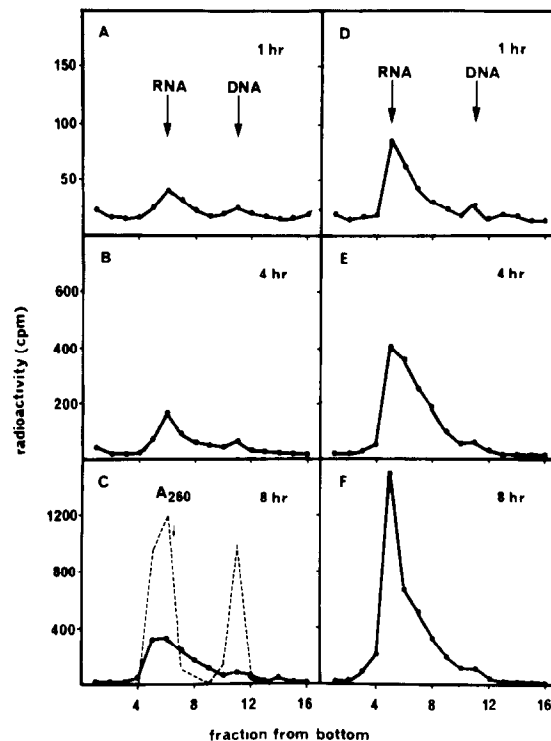 A
1 hr
RNA
DNA
150
100
50
D
1 hr
RNA
DNA
B
4 hr
600
400
200
E
4 hr
C
A260
8 hr
1200
800
400
F
8 hr
4 8 12 16
4 8 12 16
radioactivity (cpm)
fraction from bottom